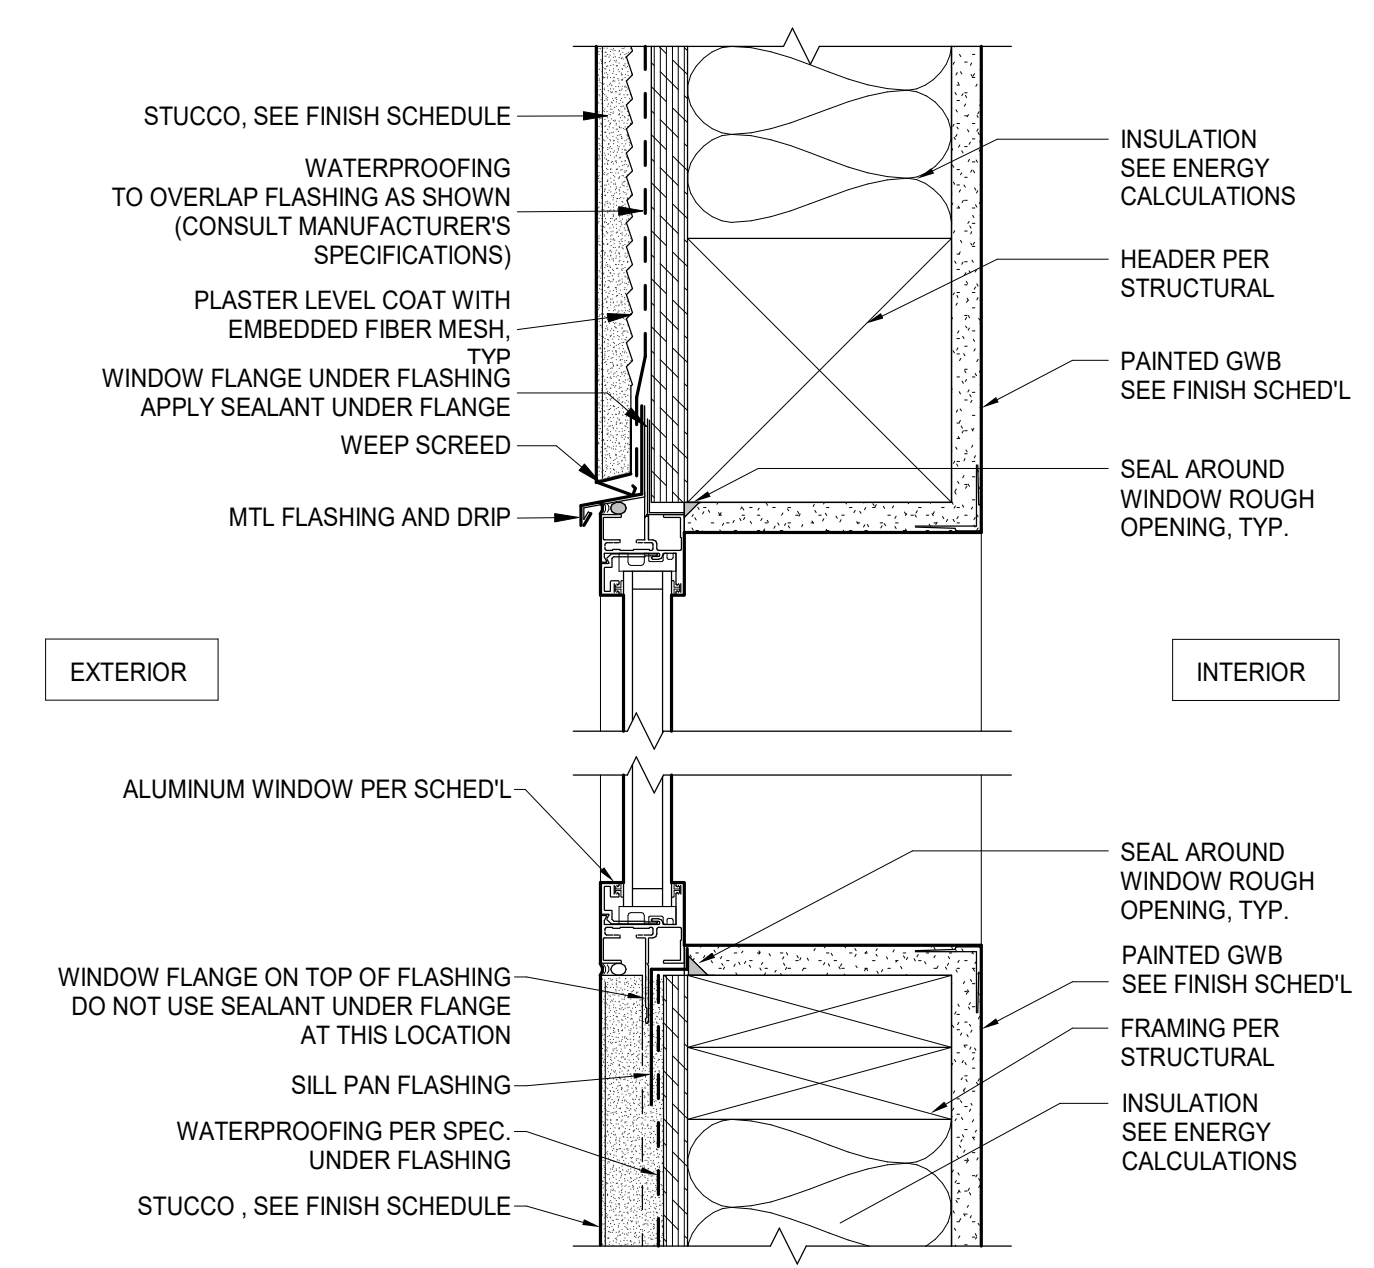 STUCCO, SEE FINISH SCHEDULE
WATERPROOFING
TO OVERLAP FLASHING AS SHOWN
(CONSULT MANUFACTURER'S
SPECIFICATIONS)
PLASTER LEVEL COAT WITH
EMBEDDED FIBER MESH,
TYP
WINDOW FLANGE UNDER FLASHING
APPLY SEALANT UNDER FLANGE
WEEP SCREED
MTL FLASHING AND DRIP
INSULATION
SEE ENERGY
CALCULATIONS
HEADER PER
STRUCTURAL
PAINTED GWB
SEE FINISH SCHED'L
SEAL AROUND
WINDOW ROUGH
OPENING, TYP.
EXTERIOR
INTERIOR
ALUMINUM WINDOW PER SCHED'L
WINDOW FLANGE ON TOP OF FLASHING
DO NOT USE SEALANT UNDER FLANGE
AT THIS LOCATION
SILL PAN FLASHING
WATERPROOFING PER SPEC.
UNDER FLASHING
STUCCO , SEE FINISH SCHEDULE
SEAL AROUND
WINDOW ROUGH
OPENING, TYP.
PAINTED GWB
SEE FINISH SCHED'L
FRAMING PER
STRUCTURAL
INSULATION
SEE ENERGY
CALCULATIONS